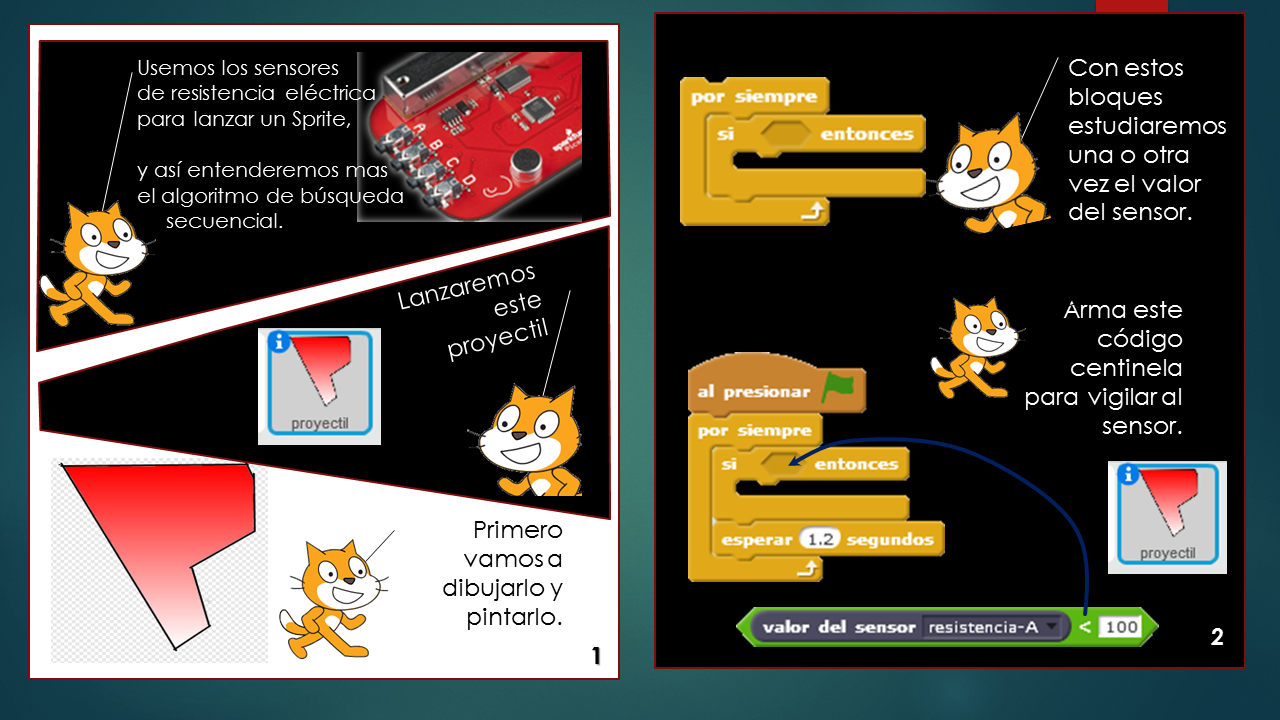 Usemos los sensores
de resistencia eléctrica
para lanzar un Sprite,
y así entenderemos mas
el algoritmo de búsqueda
secuencial.
A
B
C
D
Lanzaremos
este
proyectil
proyectil
Primero
vamos a
dibujarlo y
pintarlo.
1
por siempre
si entonces
Con estos
bloques
estudiaremos
una o otra
vez el valor
del sensor.
Arma este
código
centinela
para vigilar al
sensor.
al presionar
por siempre
si entonces
esperar 1.2 segundos
proyectil
valor del sensor resistencia-A < 100
2